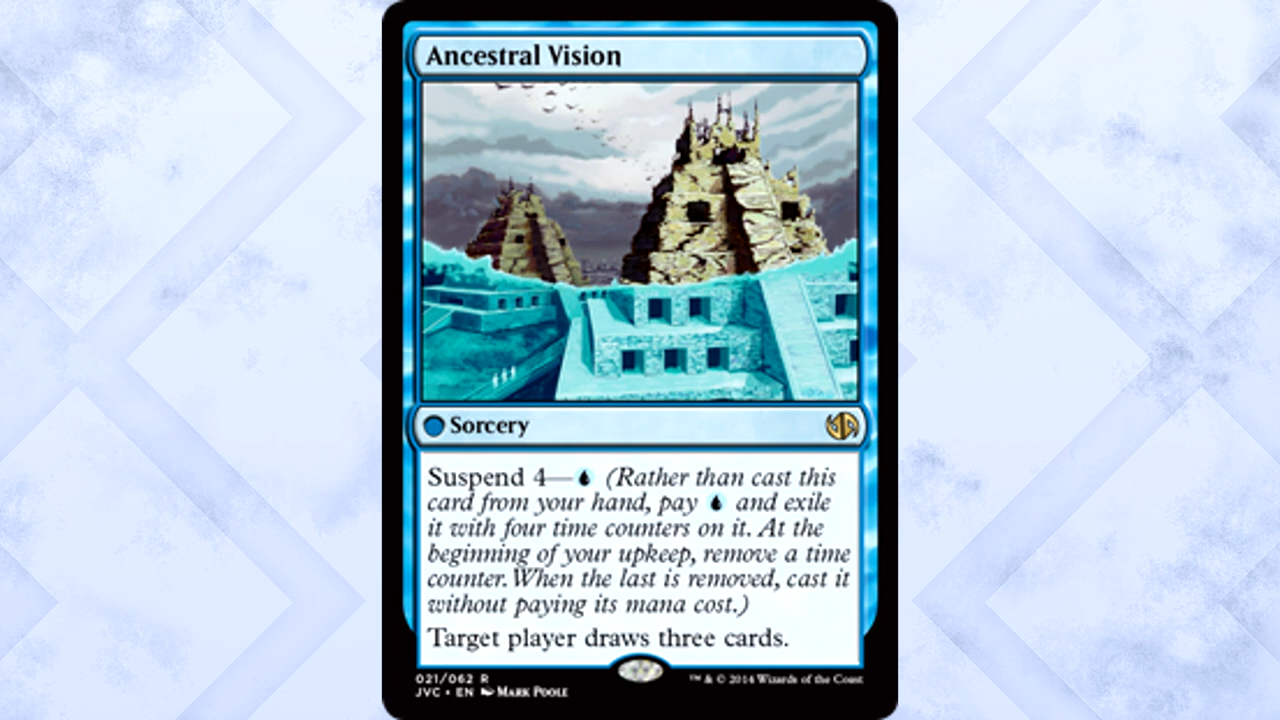 Ancestral Vision
Sorcery
Suspend 4— (Rather than cast this
card from your hand, pay and exile
it with four time counters on it. At the
beginning of your upkeep, remove a time
counter. When the last is removed, cast it
without paying its mana cost.)
Target player draws three cards.
021/062 R
JVC • EN MARK POOLE
™ & © 2014 Wizards of the Coast